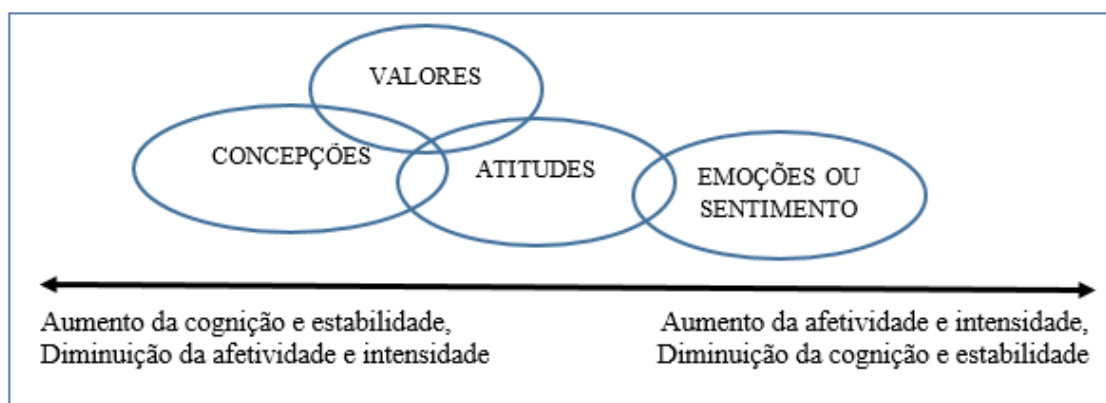 VALORES
CONCEPÇÕES
ATITUDES
EMOÇÕES OU
SENTIMENTO
Aumento da cognição e estabilidade,
Diminuição da afetividade e intensidade
Aumento da afetividade e intensidade,
Diminuição da cognição e estabilidade